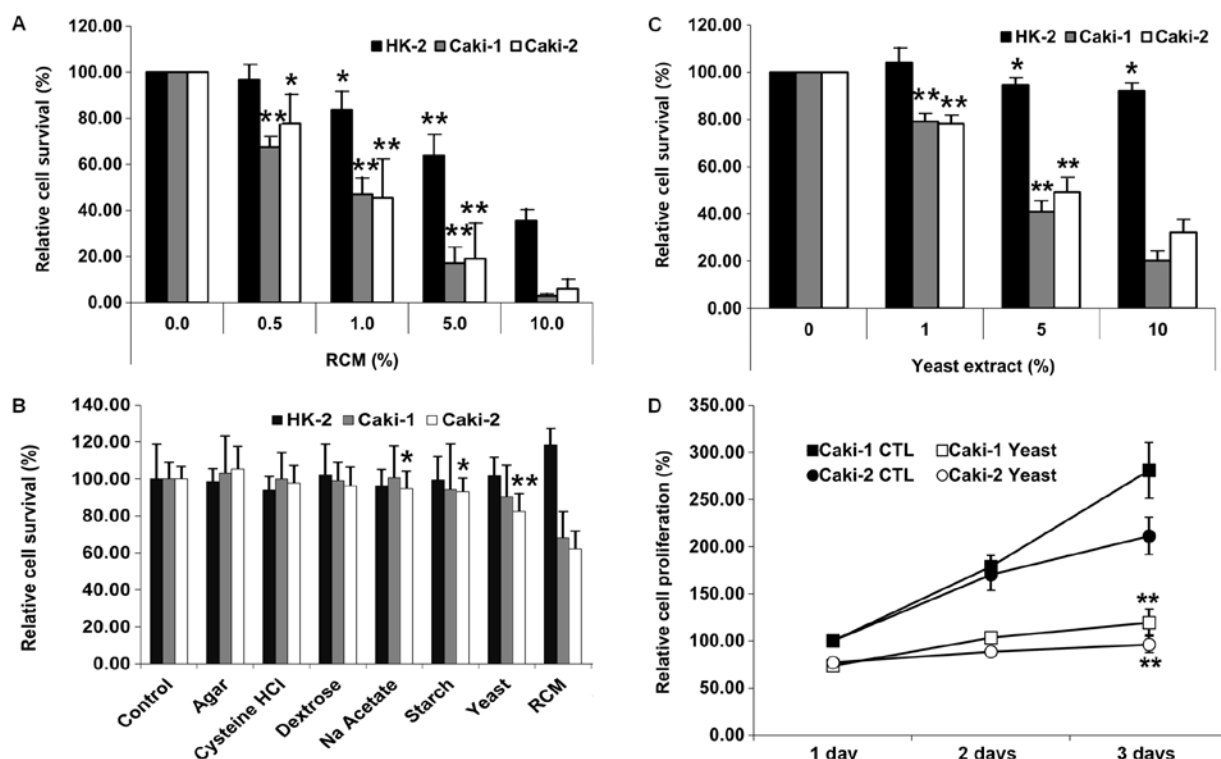 A
HK-2 Caki-1 Caki-2
Relative cell survival (%)
120.00
100.00
80.00
60.00
40.00
20.00
0.00
** *
* ** **
** ** **
0.0 0.5 1.0 5.0 10.0
RCM (%)
B
HK-2 Caki-1 Caki-2
Relative cell survival (%)
140.00
120.00
100.00
80.00
60.00
40.00
20.00
0.00
* * **
Control Agar Cysteine HCl Dextrose Na Acetate Starch Yeast RCM
C
HK-2 Caki-1 Caki-2
Relative cell survival (%)
120.00
100.00
80.00
60.00
40.00
20.00
0.00
** **
* ** **
*
0 1 5 10
Yeast extract (%)
D
Caki-1 CTL Caki-1 Yeast
Caki-2 CTL Caki-2 Yeast
Relative cell proliferation (%)
350.00
300.00
250.00
200.00
150.00
100.00
50.00
0.00
**
**
1 day 2 days 3 days